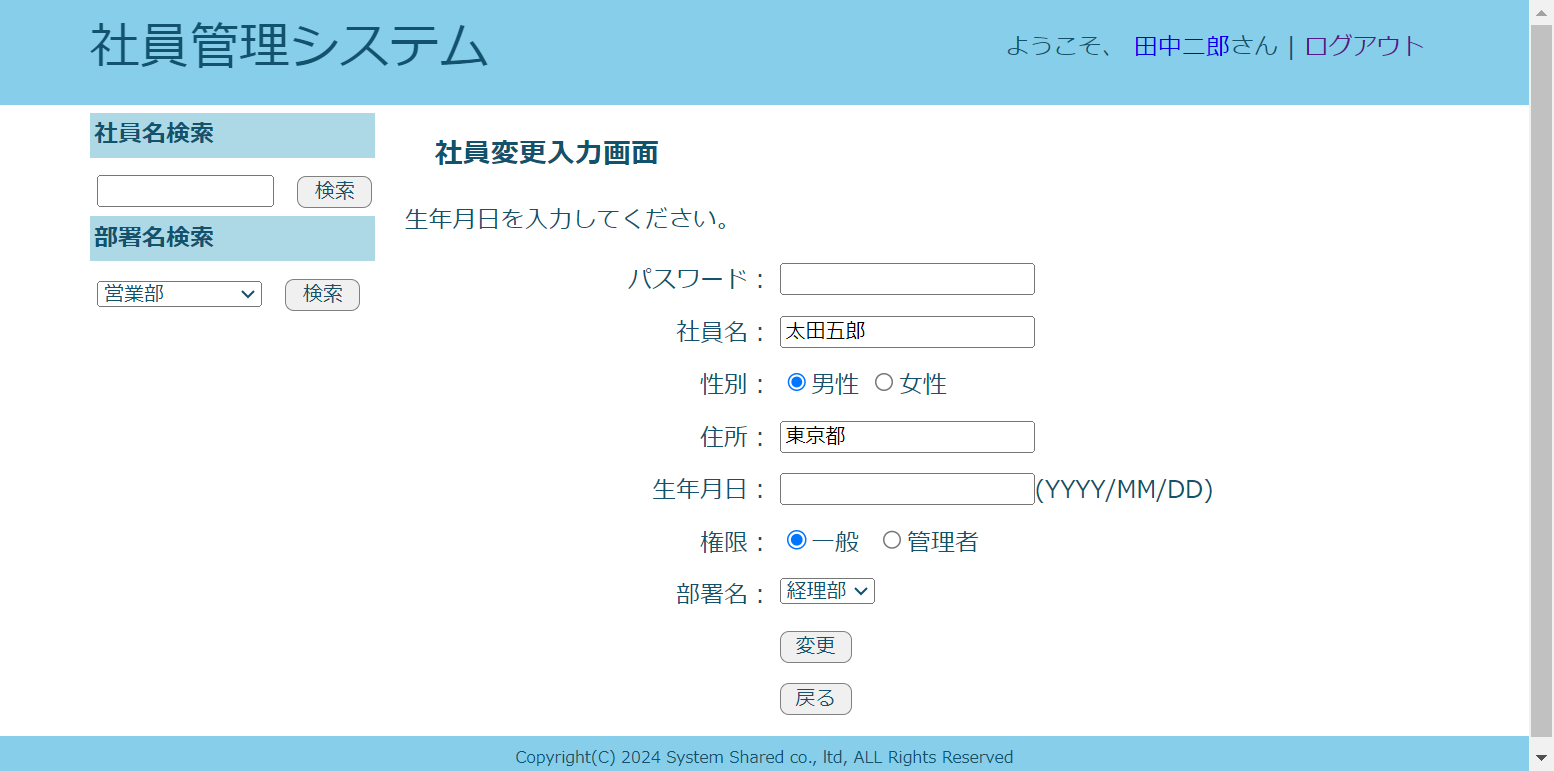 社員管理システム
ようこそ、 田中二郎さん | ログアウト
社員名検索
検索
部署名検索
営業部 検索
社員変更入力画面
生年月日を入力してください。
パスワード：
社員名： 太田五郎
性別： 男性 女性
住所： 東京都
生年月日： (YYYY/MM/DD)
権限： 一般 管理者
部署名： 経理部
変更
戻る
Copyright(C) 2024 System Shared co., ltd, ALL Rights Reserved